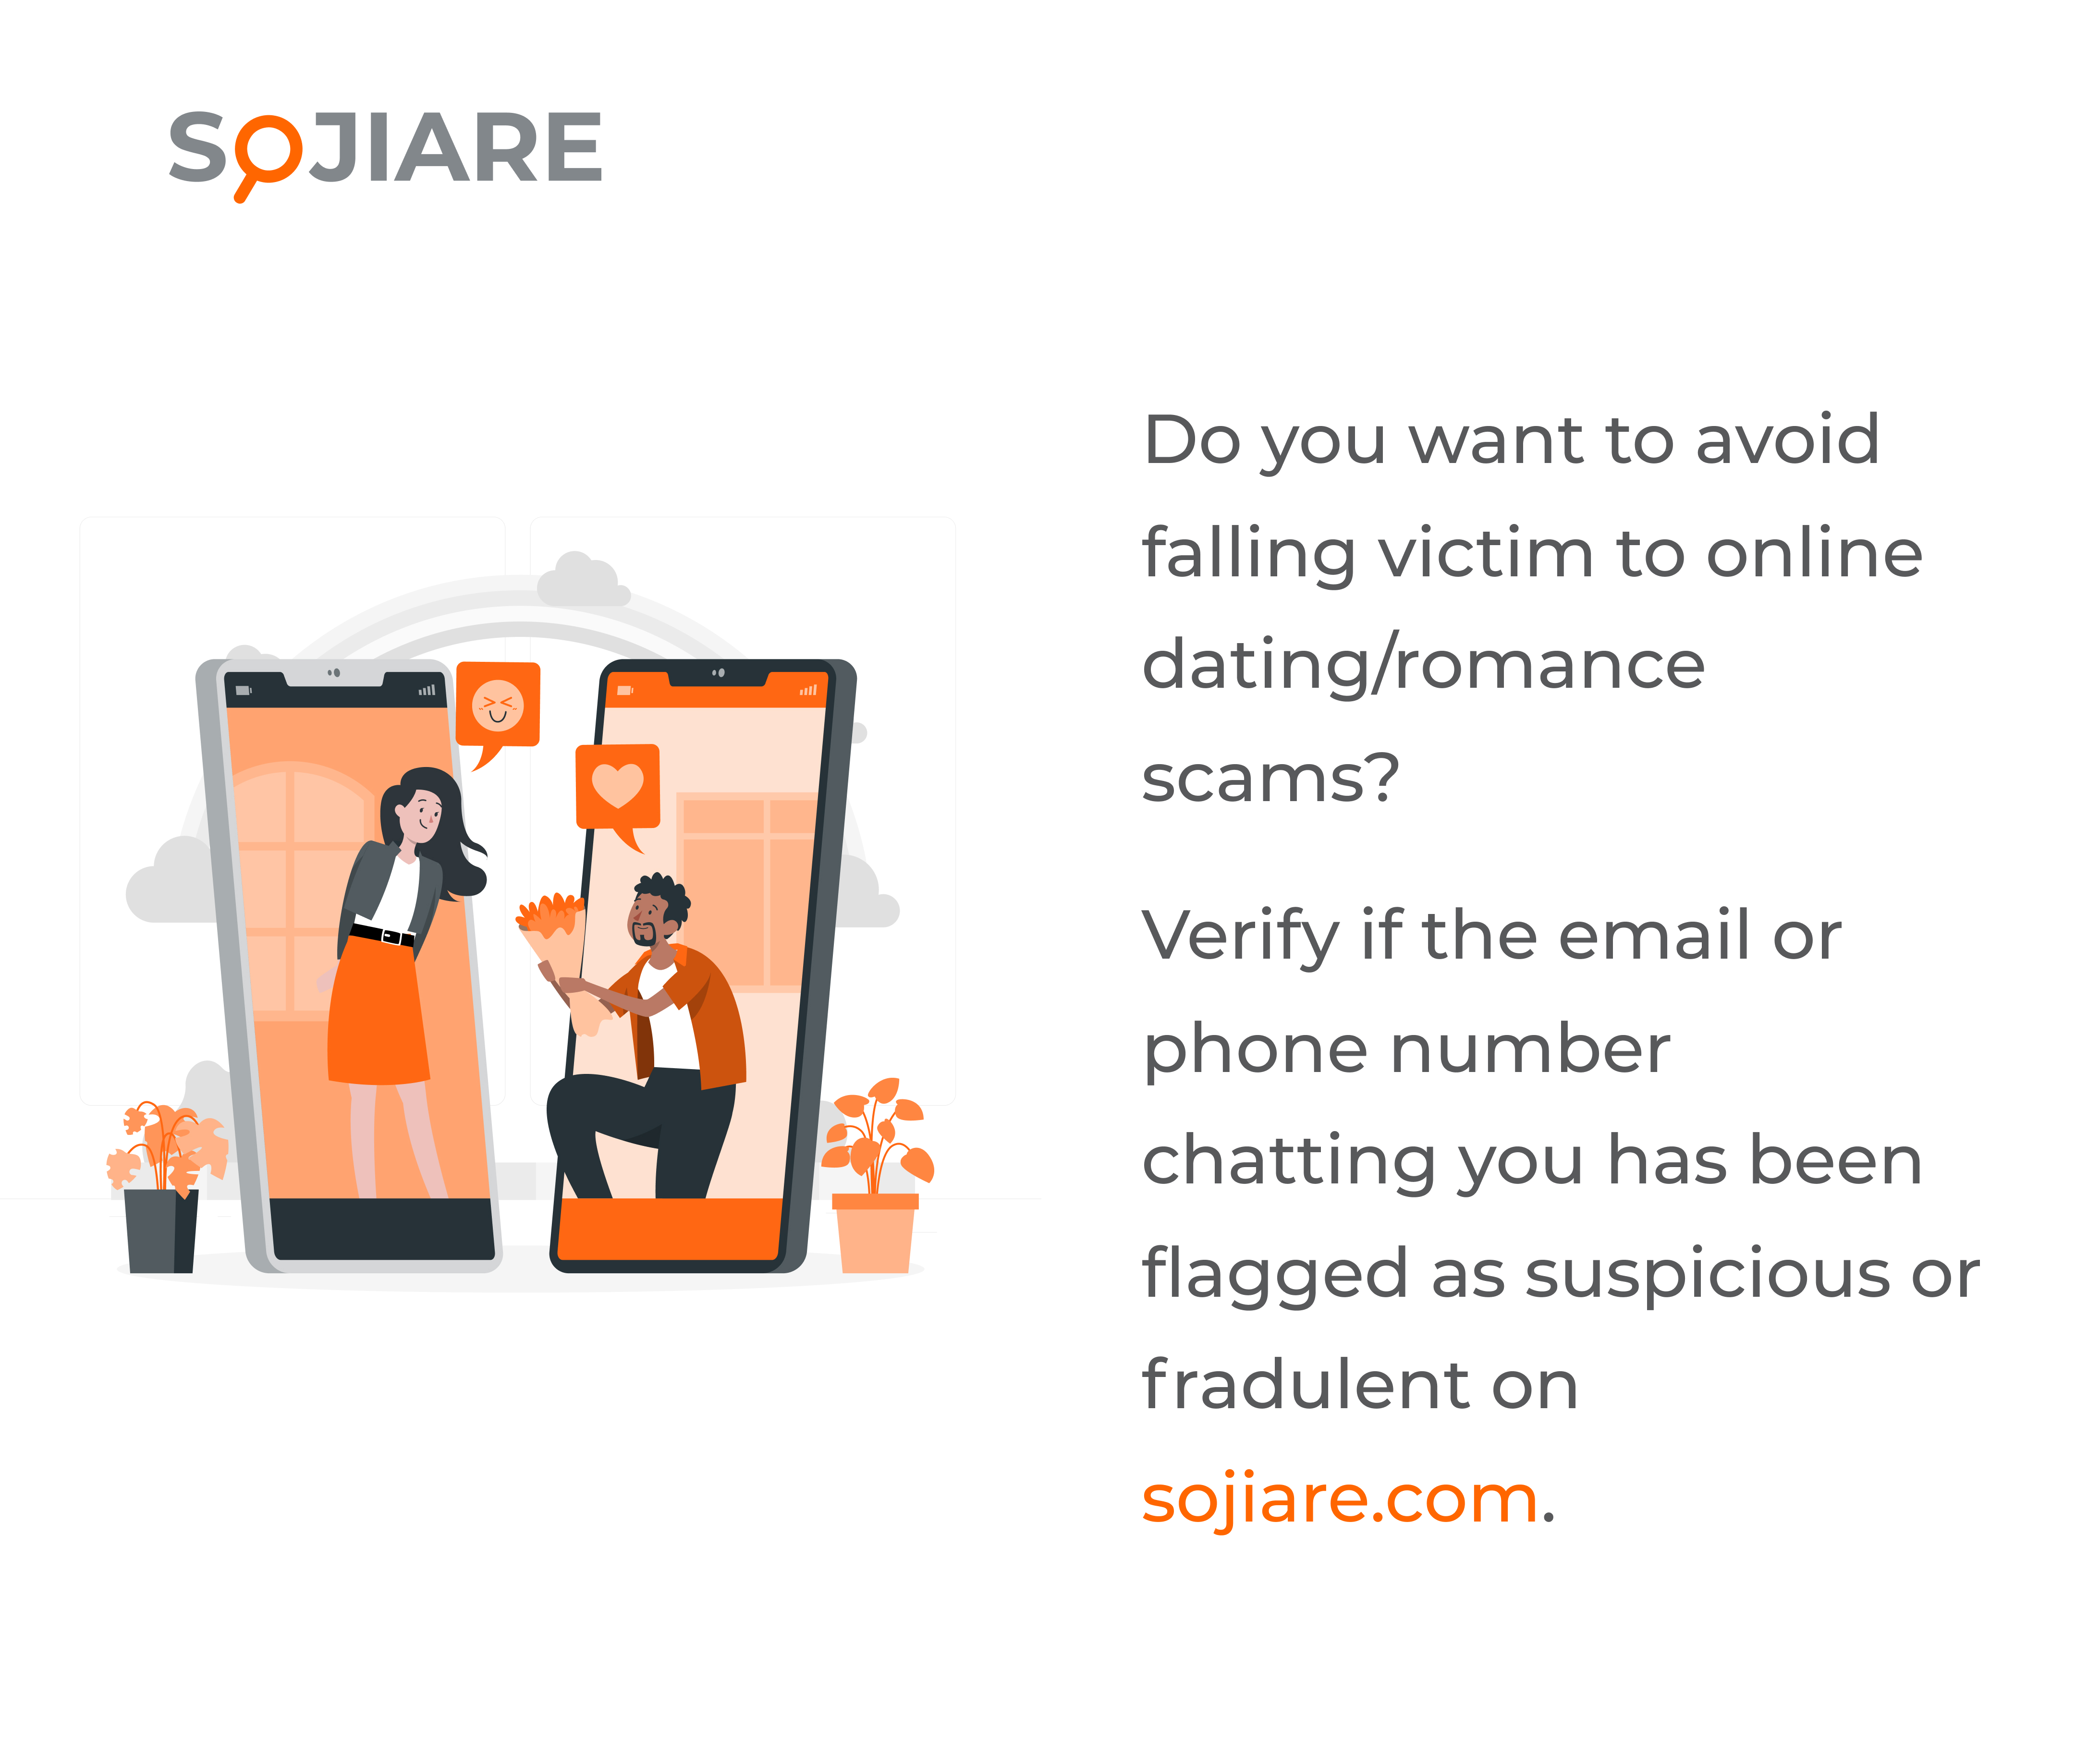 SOJIARE
Do you want to avoid
falling victim to online
dating/romance
scams?
Verify if the email or
phone number
chatting you has been
flagged as suspicious or
fradulent on
sojiare.com.